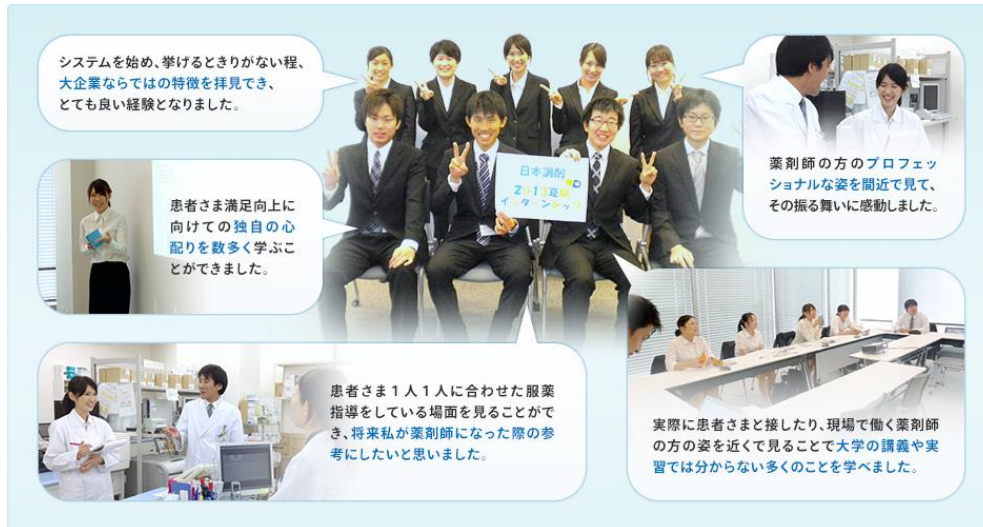 システムを始め、挙げるときりがない程、
大企業ならではの特徴を拝見でき、
とても良い経験となりました。
薬剤師の方のプロフェッ
ショナルな姿を間近で見て、
その振る舞いに感動しました。
日本調剤
2013夏期
インターンシップ
患者さま満足向上に
向けての独自の心
配りを数多く学ぶこ
とができました。
患者さま1人1人に合わせた服薬
指導をしている場面を見ることがで
き、将来私が薬剤師になった際の参
考にしたいと思いました。
実際に患者さまと接したり、現場で働く薬剤師
の方の姿を近くで見ることで大学の講義や実
習では分からない多くのことを学べました。